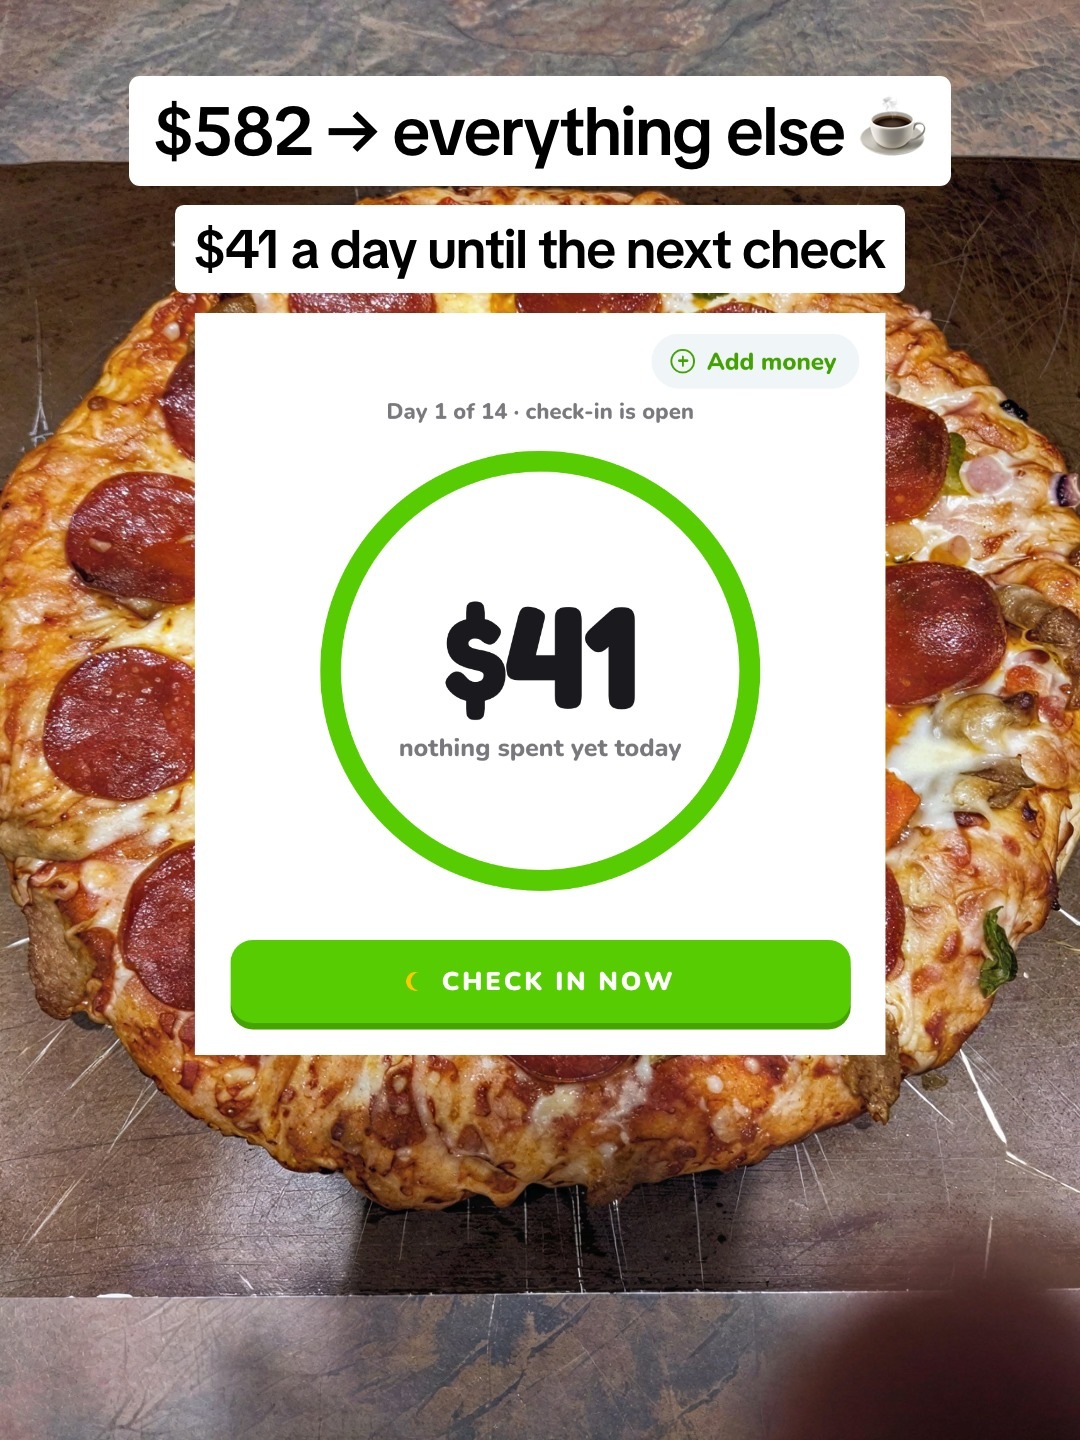 $582 → everything else ☕
$41 a day until the next check
Add money
Day 1 of 14 · check-in is open
$41
nothing spent yet today
CHECK IN NOW